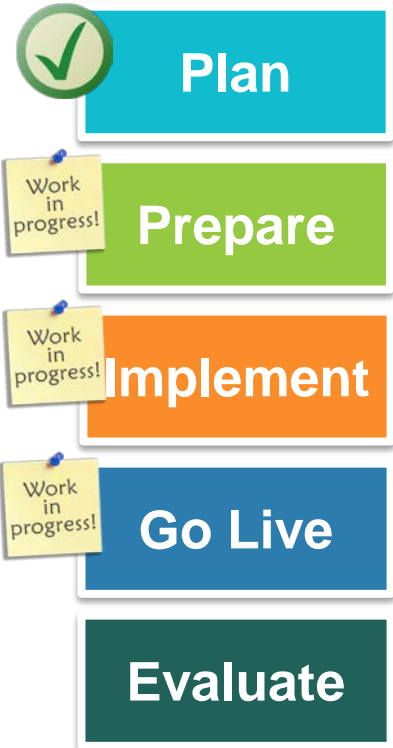 Plan
Work
in
progress!
Prepare
Work
in
progress!
Implement
Work
in
progress!
Go Live
Evaluate